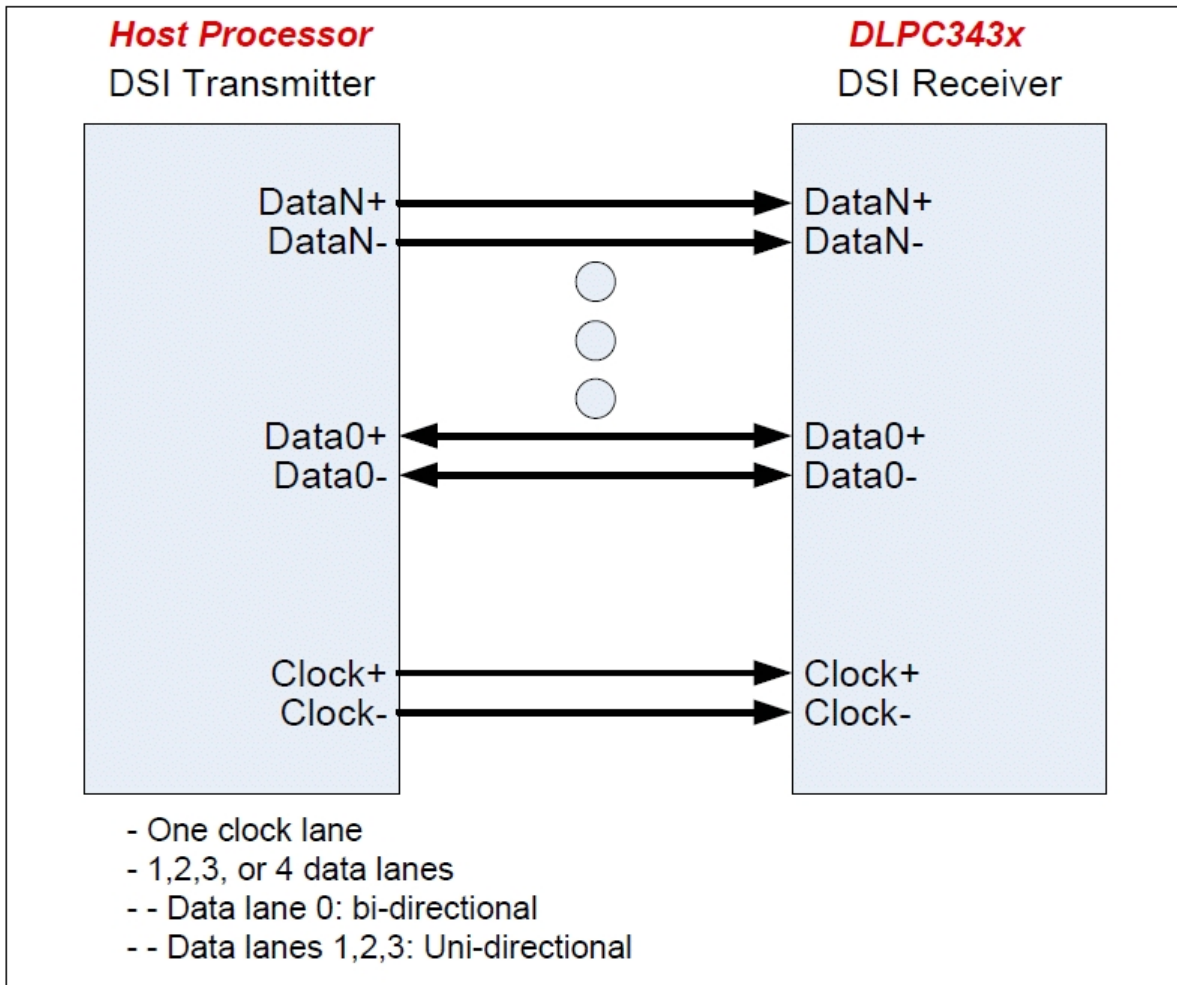 Host Processor
DSI Transmitter
DLPC343x
DSI Receiver
DataN+
DataN-
DataN+
DataN-
Data0+
Data0-
Data0+
Data0-
Clock+
Clock-
Clock+
Clock-
- One clock lane
- 1,2,3, or 4 data lanes
- - Data lane 0: bi-directional
- - Data lanes 1,2,3: Uni-directional